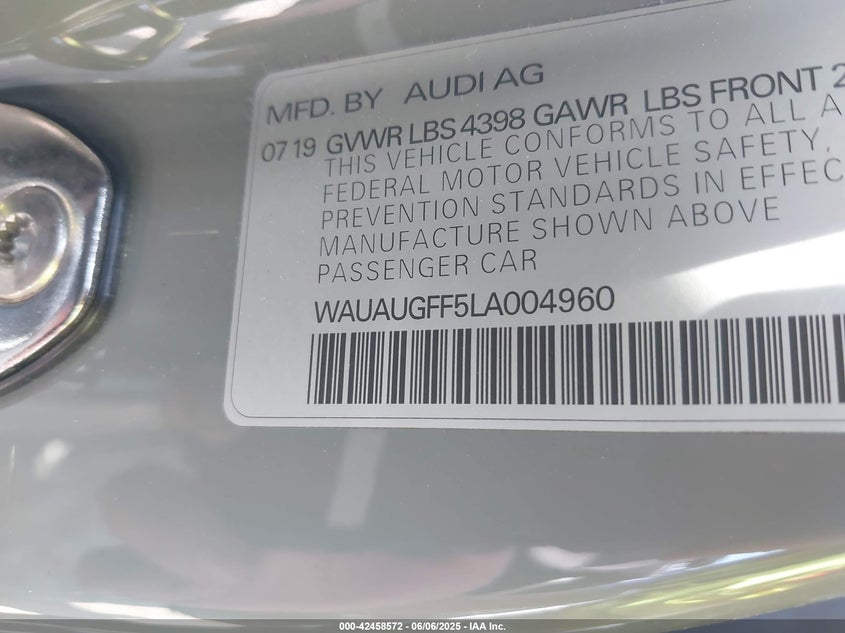 MFD. BY AUDI AG
07 19 GVWR LBS 4398 GAWR LBS FRONT 2
THIS VEHICLE CONFORMS TO ALL A
FEDERAL MOTOR VEHICLE SAFETY,
PREVENTION STANDARDS IN EFFEC
MANUFACTURE SHOWN ABOVE
PASSENGER CAR
WAUAUGFF5LA004960
000-42458572 - 06/06/2025 - IAA Inc.